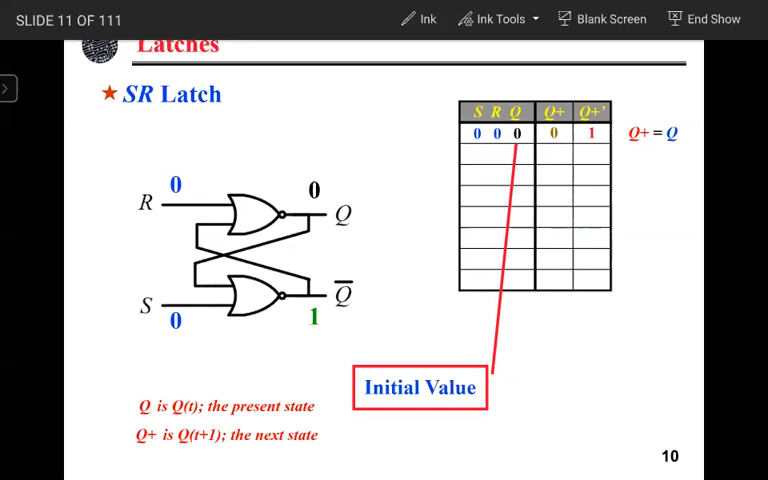 SLIDE 11 OF 111
Ink
Ink Tools
Blank Screen
End Show
Latches
★ SR Latch
S R Q Q+ Q+'
0 0 0 0 1
Q+ = Q
0
R
0
Q
S
0
1
Q̅
Initial Value
Q is Q(t); the present state
Q+ is Q(t+1); the next state
10